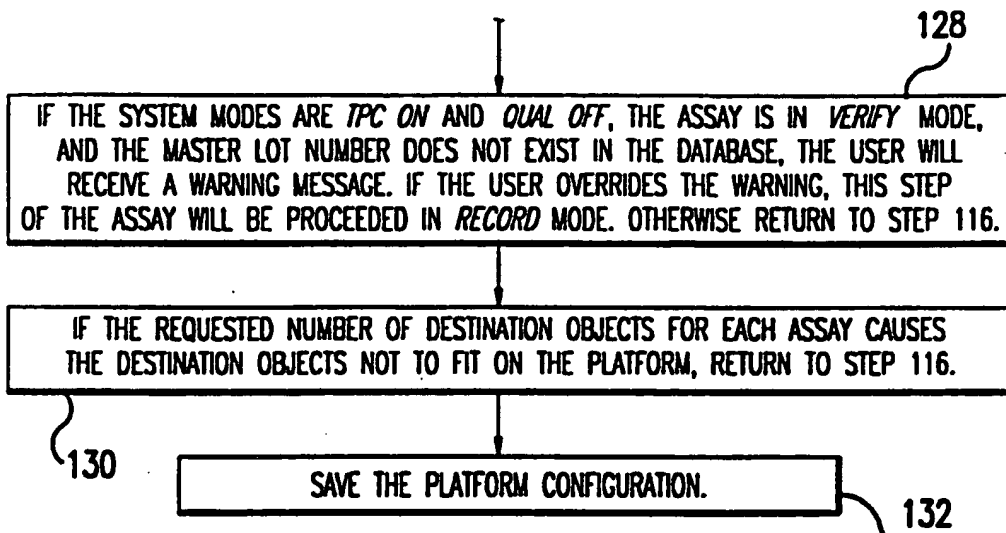 128
IF THE SYSTEM MODES ARE TPC ON AND QUAL OFF, THE ASSAY IS IN VERIFY MODE,
AND THE MASTER LOT NUMBER DOES NOT EXIST IN THE DATABASE, THE USER WILL
RECEIVE A WARNING MESSAGE. IF THE USER OVERRIDES THE WARNING, THIS STEP
OF THE ASSAY WILL BE PROCEEDED IN RECORD MODE. OTHERWISE RETURN TO STEP 116.
IF THE REQUESTED NUMBER OF DESTINATION OBJECTS FOR EACH ASSAY CAUSES
THE DESTINATION OBJECTS NOT TO FIT ON THE PLATFORM, RETURN TO STEP 116.
130
SAVE THE PLATFORM CONFIGURATION.
132